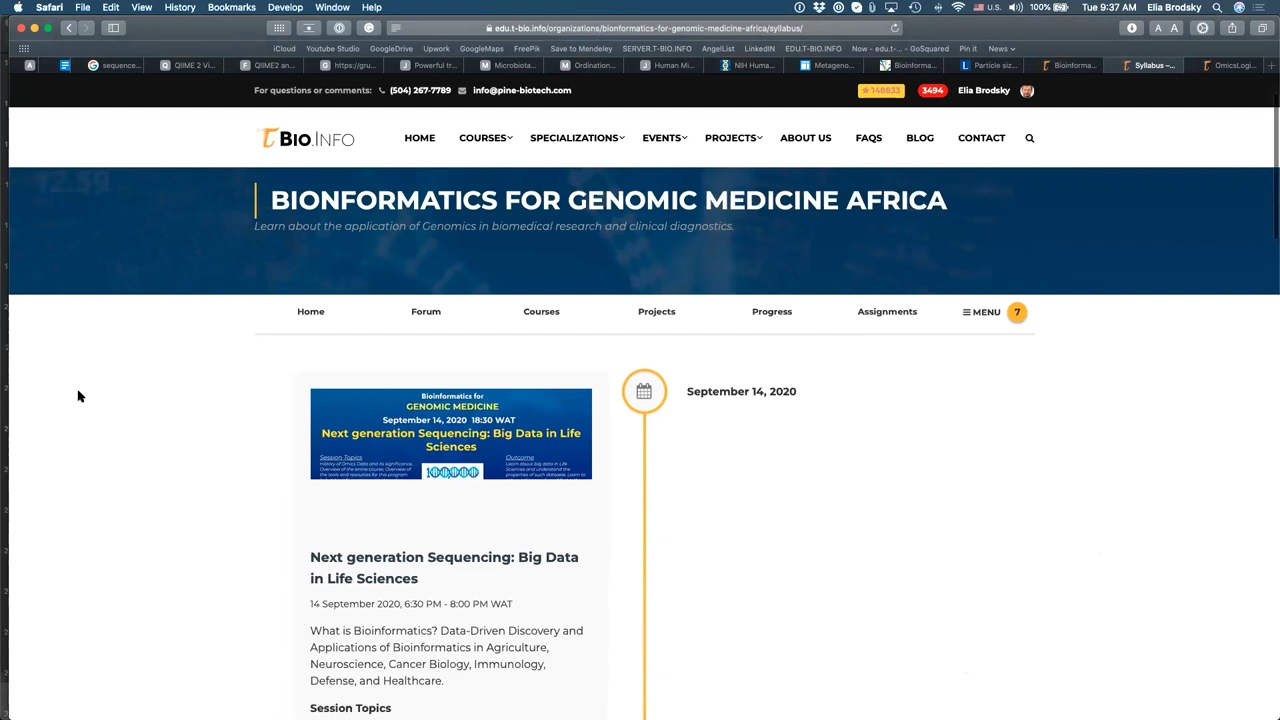 Safari File Edit View History Bookmarks Develop Window Help
U.S. 100% Thu 9:37 AM Elia Brodsky
edu.t-bio.info/organizations/bionformatics-for-genomic-medicine-africa/syllabus/
iCloud YouTube Studio GoogleDrive Upwork GoogleMaps FreePik Save to Mendeley SERVER.T-BIO.INFO AngelList LinkedIN EDU.T-BIO.INFO Now - edu.t-... - GoSquared Pin it News
sequence... QIIME 2 Vi... QIIME2 an... https://gru... Powerful tr... Microbiota... Ordination... Human Mi... NIH Huma... Metageno... Bioinforma... Particle siz... Bioinforma... Syllabus –... OmicsLogi...
For questions or comments: (504) 267-7789 info@pine-biotech.com 148833 3494 Elia Brodsky
τBio.INFO HOME COURSES SPECIALIZATIONS EVENTS PROJECTS ABOUT US FAQS BLOG CONTACT
BIONFORMATICS FOR GENOMIC MEDICINE AFRICA
Learn about the application of Genomics in biomedical research and clinical diagnostics.
Home Forum Courses Projects Progress Assignments MENU 7
September 14, 2020
Bioinformatics for
GENOMIC MEDICINE
September 14, 2020 18:30 WAT
Next generation Sequencing: Big Data in Life
Sciences
Session Topics
History of Omics Data and its significance.
Overview of the entire course. Overview of
the tools and resources for this program
Outcome
Learn about big data in Life
Sciences and understand the
properties of such datasets. Learn to
Next generation Sequencing: Big Data
in Life Sciences
14 September 2020, 6:30 PM - 8:00 PM WAT
What is Bioinformatics? Data-Driven Discovery and
Applications of Bioinformatics in Agriculture,
Neuroscience, Cancer Biology, Immunology,
Defense, and Healthcare.
Session Topics